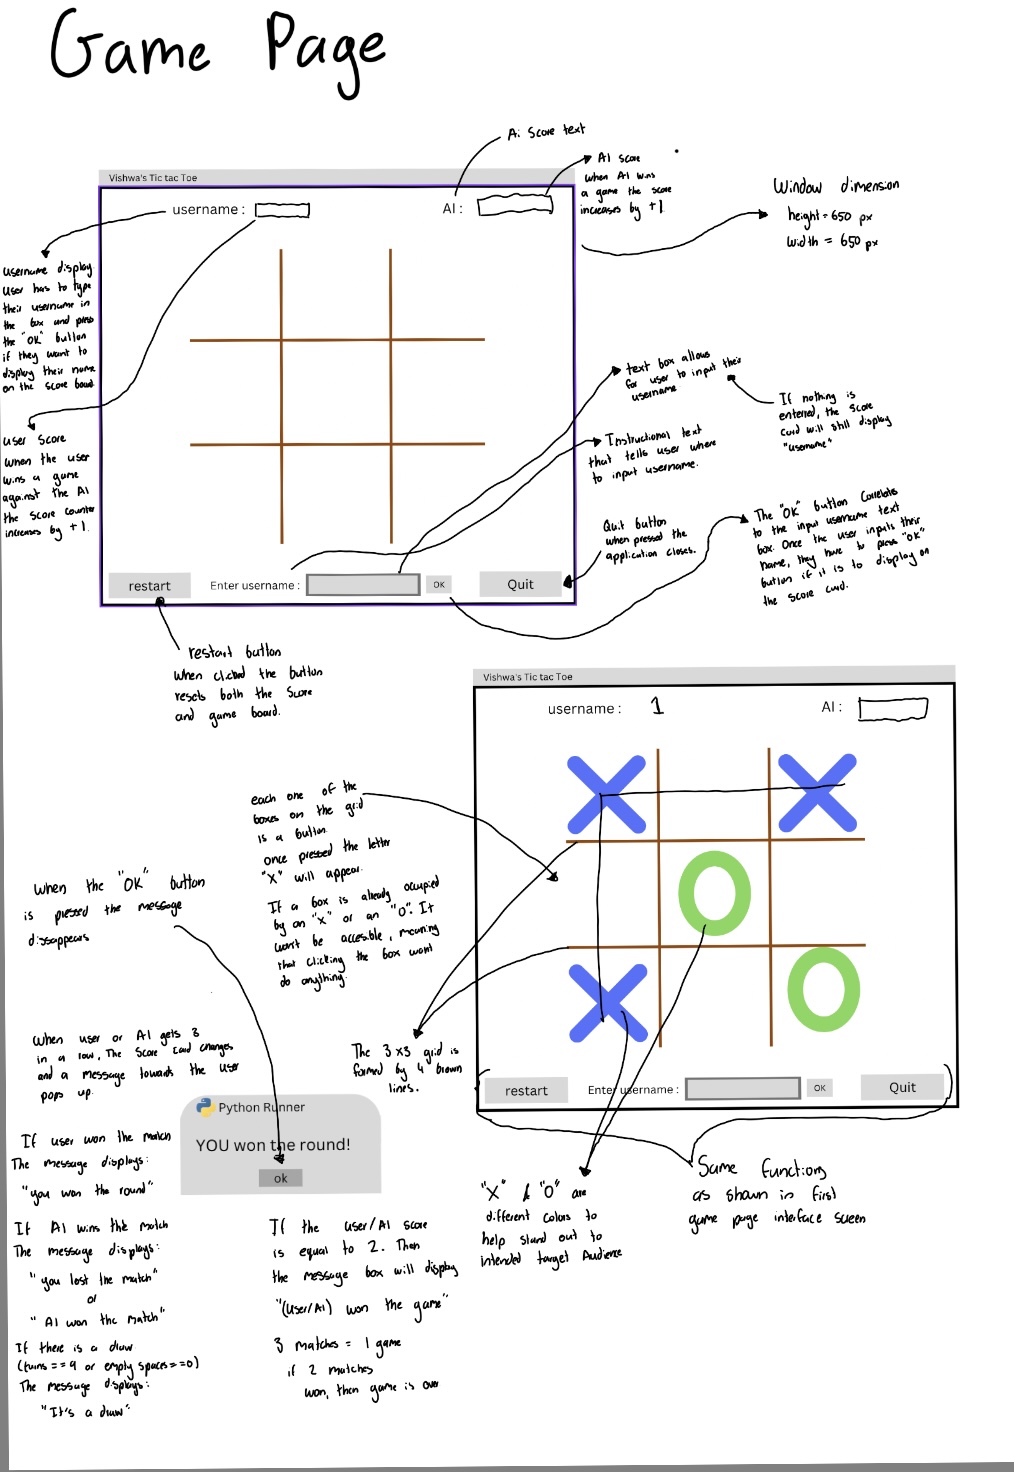 Game Page
Ai Score text
AI score
when AI wins
a game the score
increases by +1
Window dimension
height = 650 px
width = 650 px
Vishwa's Tic tac Toe
username :
AI :
username display
User has to type
their username in
the box and press
the "OK" button
if they want to
display their name
on the score board
user score
when the user
wins a game
against the AI
the score counter
increases by +1.
text box allows
for user to input their
username
If nothing is
entered, the score
card will still display
"username"
Instructional text
that tells user where
to input username.
Quit button
when pressed the
application closes.
The "OK" button correlates
to the input username text
box. Once the user inputs their
name, they have to press "OK"
button if it is to display on
the score card.
restart
Enter username :
OK
Quit
restart button
when clicked the button
resets both the score
and game board.
Vishwa's Tic tac Toe
username :
1
AI :
each one of the
boxes on the grid
is a button.
once pressed the letter
"X" will appear.
If a box is already occupied
by an "x" or an "o". It
won't be accesible, meaning
that clicking the box wont
do anything.
when the "OK" button
is pressed the message
dissappears
The 3x3 grid is
formed by 4 brown
lines.
When user or AI gets 3
in a row, The score card changes
and a message towards the user
pops up.
restart
Enter username :
OK
Quit
Python Runner
YOU won the round!
ok
If user won the match
The message displays:
"you won the round"
If AI wins the match
The message displays:
"you lost the match"
or
"AI won the match"
If there is a draw
(turns == 9 or empty spaces == 0)
The message displays:
"It's a draw"
If the user/AI score
is equal to 2. Then
the message box will display
"(User/AI) won the game"
3 matches = 1 game
if 2 matches
won, then game is over
"X" & "O" are
different colors to
help stand out to
intended target Audience
Same functions
as shown in first
game page interface screen